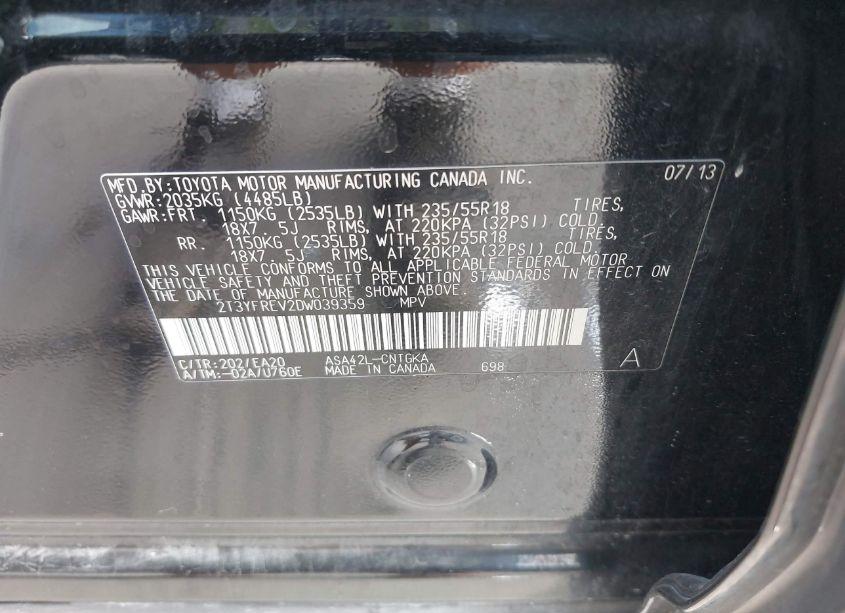 MFD.BY:TOYOTA MOTOR MANUFACTURING CANADA INC. 07/13
GVWR:2035KG (4485LB)
GAWR:FRT. 1150KG (2535LB) WITH 235/55R18 TIRES,
18X7.5J RIMS, AT 220KPA (32PSI) COLD.
RR. 1150KG (2535LB) WITH 235/55R18 TIRES,
18X7.5J RIMS, AT 220KPA (32PSI) COLD.
THIS VEHICLE CONFORMS TO ALL APPLICABLE FEDERAL MOTOR
VEHICLE SAFETY AND THEFT PREVENTION STANDARDS IN EFFECT ON
THE DATE OF MANUFACTURE SHOWN ABOVE.
2T3YFREV2DW039359 MPV
C/TR:202/EA20 ASA42L-CNTGKA
A/TM:-02A/U760E MADE IN CANADA 698 A